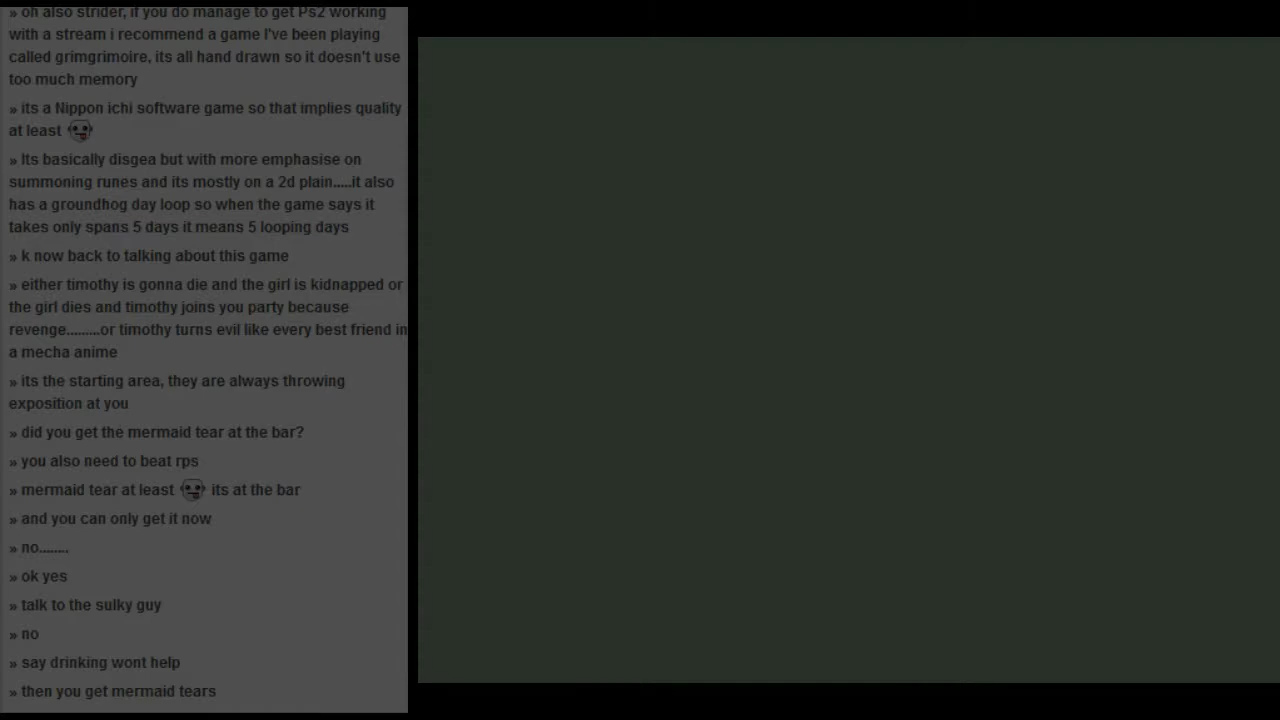 » oh also strider, if you do manage to get Ps2 working
with a stream i recommend a game I've been playing
called grimgrimoire, its all hand drawn so it doesn't use
too much memory
» its a Nippon ichi software game so that implies quality
at least
» Its basically disgea but with more emphasise on
summoning runes and its mostly on a 2d plain.....it also
has a groundhog day loop so when the game says it
takes only spans 5 days it means 5 looping days
» k now back to talking about this game
» either timothy is gonna die and the girl is kidnapped or
the girl dies and timothy joins you party because
revenge.........or timothy turns evil like every best friend in
a mecha anime
» its the starting area, they are always throwing
exposition at you
» did you get the mermaid tear at the bar?
» you also need to beat rps
» mermaid tear at least its at the bar
» and you can only get it now
» no........
» ok yes
» talk to the sulky guy
» no
» say drinking wont help
» then you get mermaid tears